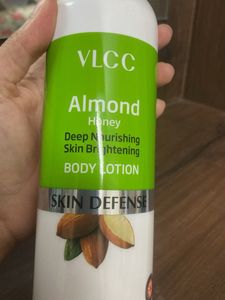 VLCC
Almond
Honey
Deep Nourishing
Skin Brightening
BODY LOTION
SKIN DEFENSE